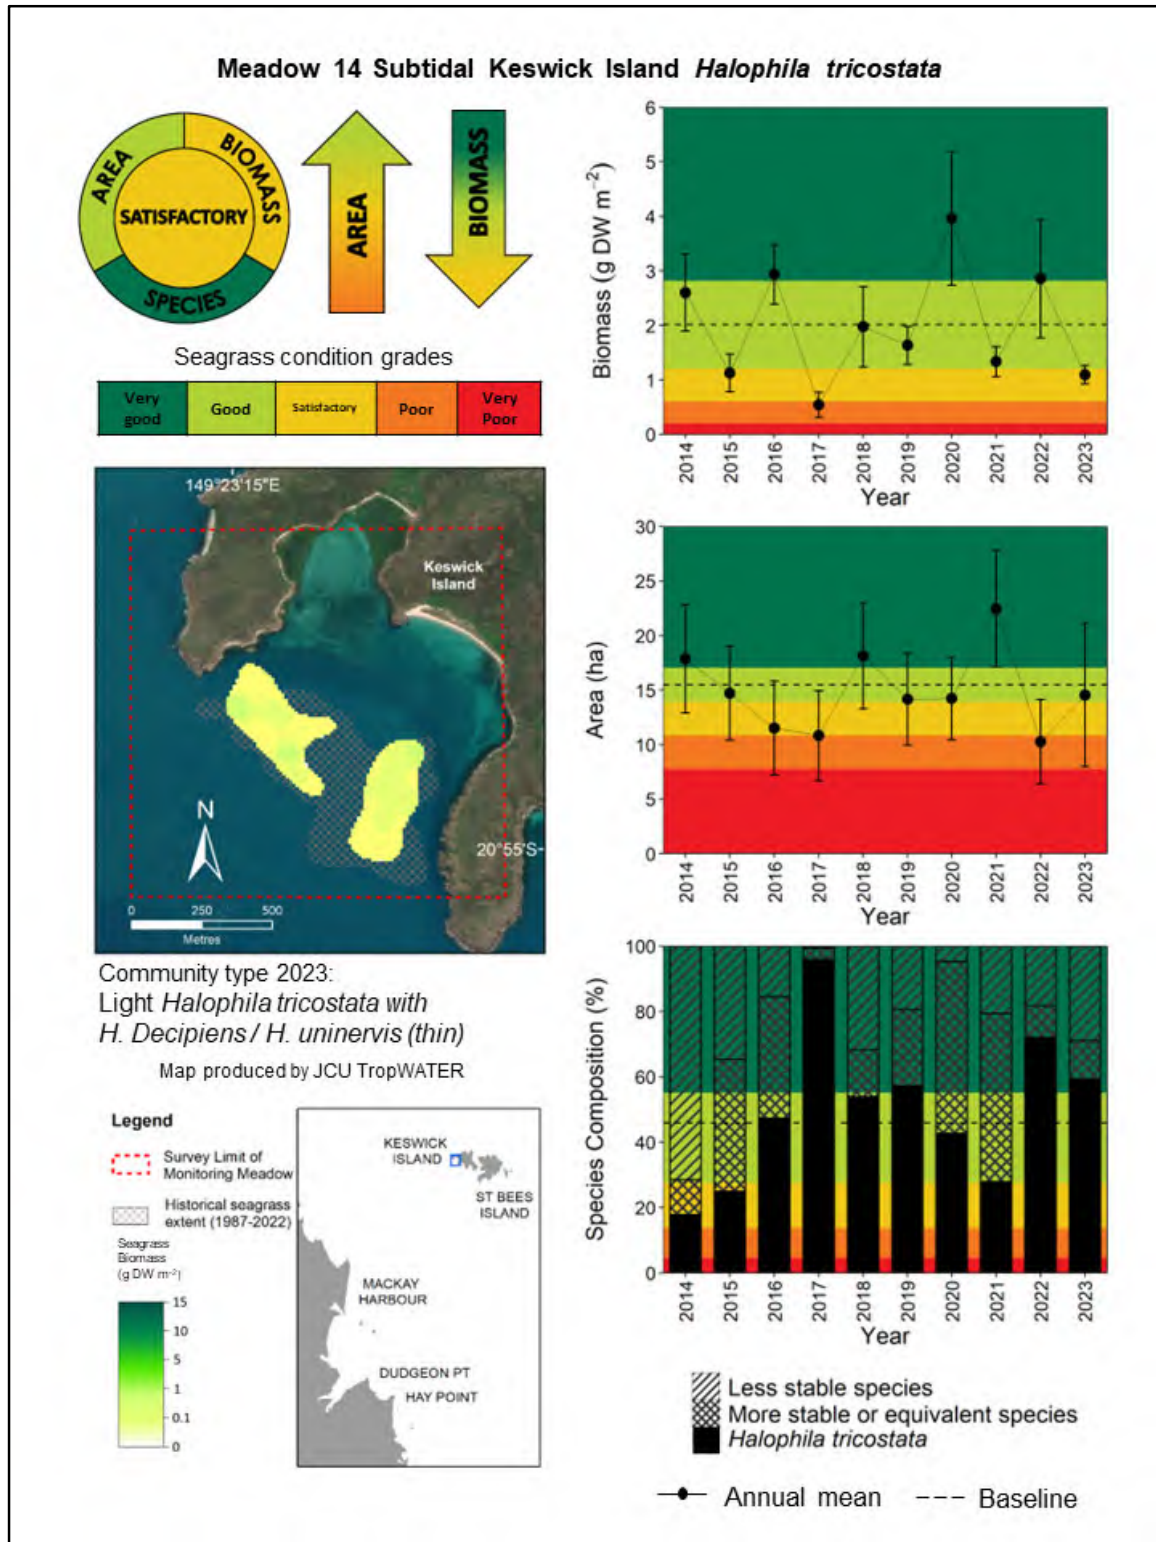 Meadow 14 Subtidal Keswick Island Halophila tricostata
AREA
BIOMASS
SPECIES
SATISFACTORY
AREA
BIOMASS
Seagrass condition grades
Very good
Good
Satisfactory
Poor
Very Poor
149°23'15"E
Keswick
Island
20°55'S
N
0 250 500
Metres
Community type 2023:
Light Halophila tricostata with
H. Decipiens / H. uninervis (thin)
Map produced by JCU TropWATER
Legend
Survey Limit of
Monitoring Meadow
Historical seagrass
extent (1987-2022)
Seagrass
Biomass
(g DW m⁻²)
15
10
5
1
0.1
0
KESWICK
ISLAND
ST BEES
ISLAND
MACKAY
HARBOUR
DUDGEON PT
HAY POINT
Biomass (g DW m⁻²)
6
5
4
3
2
1
0
2014 2015 2016 2017 2018 2019 2020 2021 2022 2023
Year
Area (ha)
30
25
20
15
10
5
0
2014 2015 2016 2017 2018 2019 2020 2021 2022 2023
Year
Species Composition (%)
100
80
60
40
20
0
2014 2015 2016 2017 2018 2019 2020 2021 2022 2023
Year
Less stable species
More stable or equivalent species
Halophila tricostata
Annual mean --- Baseline